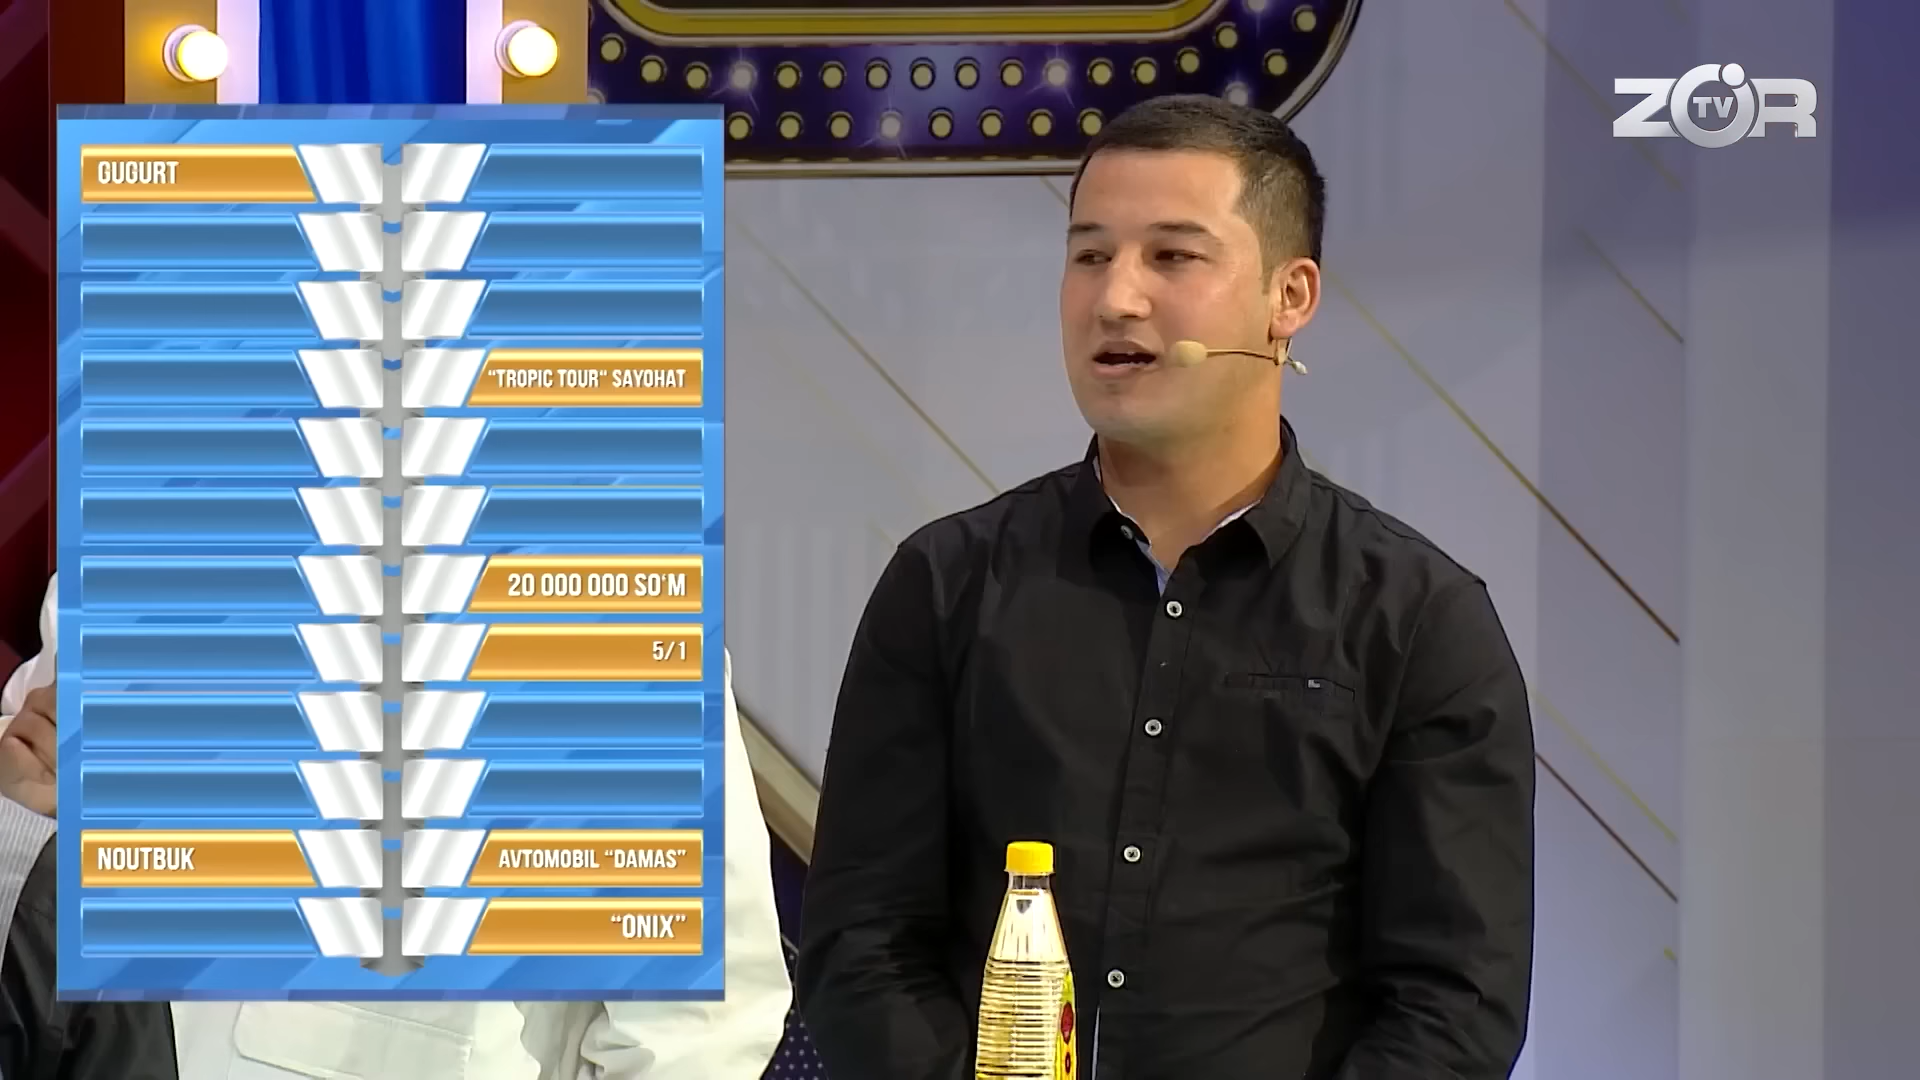 ZOR TV
GUGURT
"TROPIC TOUR" SAYOHAT
20 000 000 SO'M
5/1
NOUTBUK
AVTOMOBIL "DAMAS"
"ONIX"